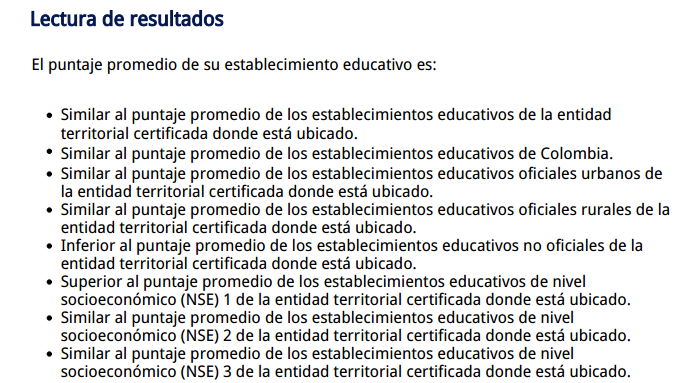 Lectura de resultados
El puntaje promedio de su establecimiento educativo es:
• Similar al puntaje promedio de los establecimientos educativos de la entidad
territorial certificada donde está ubicado.
• Similar al puntaje promedio de los establecimientos educativos de Colombia.
• Similar al puntaje promedio de los establecimientos educativos oficiales urbanos de
la entidad territorial certificada donde está ubicado.
• Similar al puntaje promedio de los establecimientos educativos oficiales rurales de la
entidad territorial certificada donde está ubicado.
• Inferior al puntaje promedio de los establecimientos educativos no oficiales de la
entidad territorial certificada donde está ubicado.
• Superior al puntaje promedio de los establecimientos educativos de nivel
socioeconómico (NSE) 1 de la entidad territorial certificada donde está ubicado.
• Similar al puntaje promedio de los establecimientos educativos de nivel
socioeconómico (NSE) 2 de la entidad territorial certificada donde está ubicado.
• Similar al puntaje promedio de los establecimientos educativos de nivel
socioeconómico (NSE) 3 de la entidad territorial certificada donde está ubicado.